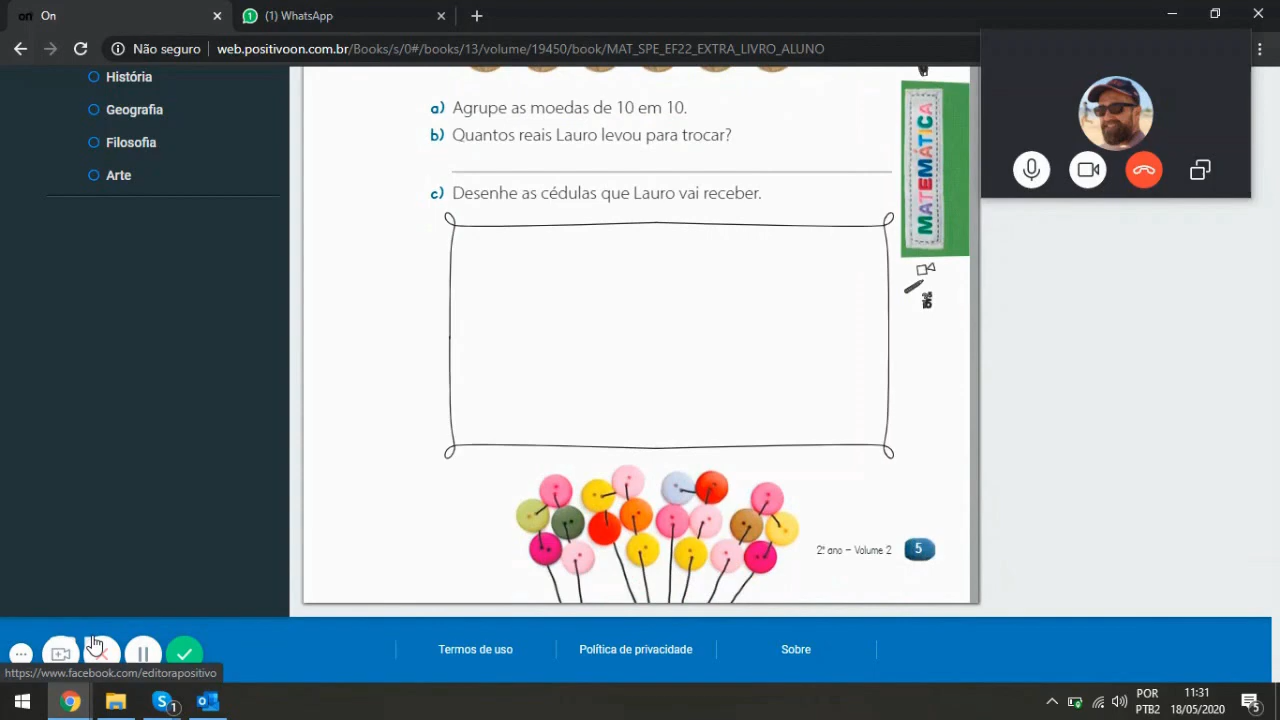 On
(1) WhatsApp
Não seguro
web.positivoon.com.br/Books/s/0#/books/13/volume/19450/book/MAT_SPE_EF22_EXTRA_LIVRO_ALUNO
História
Geografia
Filosofia
Arte
a) Agrupe as moedas de 10 em 10.
b) Quantos reais Lauro levou para trocar?
c) Desenhe as cédulas que Lauro vai receber.
MATEMÁTICA
2º ano – Volume 2
5
Termos de uso
Política de privacidade
Sobre
https://www.facebook.com/editorapositivo
1
POR
PTB2
11:31
18/05/2020
5